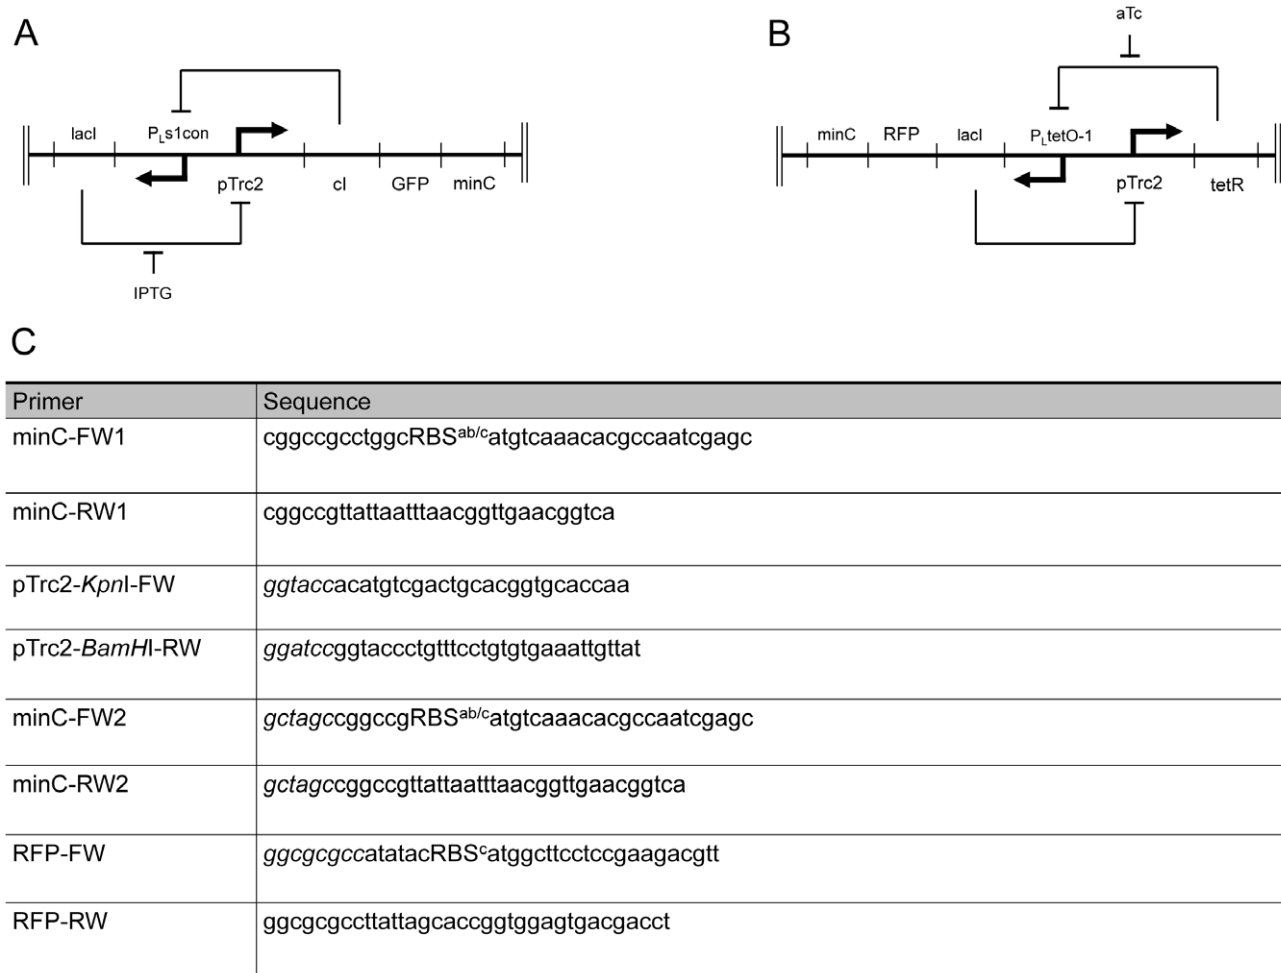 A
lacI
PLs1con
pTrc2
cI
GFP
minC
IPTG
B
aTc
minC
RFP
lacI
PLtetO-1
pTrc2
tetR
C
Primer Sequence
minC-FW1 cggccgcctggcRBSab/catgtcaaacacgccaatcgagc
minC-RW1 cggccgttattaatttaacggttgaacggtca
pTrc2-KpnI-FW ggtaccacatgtcgactgcacggtgcaccaa
pTrc2-BamHI-RW ggatccggtaccctgtttcctgtgtgaaattgttat
minC-FW2 gctagccggccgRBSab/catgtcaaacacgccaatcgagc
minC-RW2 gctagccggccgttattaatttaacggttgaacggtca
RFP-FW ggcgcgccatatacRBScatggcttcctccgaagacgtt
RFP-RW ggcgcgccttattagcaccggtggagtgacgacct